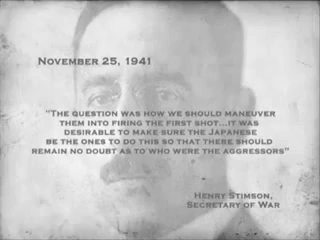 November 25, 1941
"The question was how we should maneuver
them into firing the first shot...it was
desirable to make sure the Japanese
be the ones to do this so that there should
remain no doubt as to who were the aggressors"
Henry Stimson,
Secretary of War